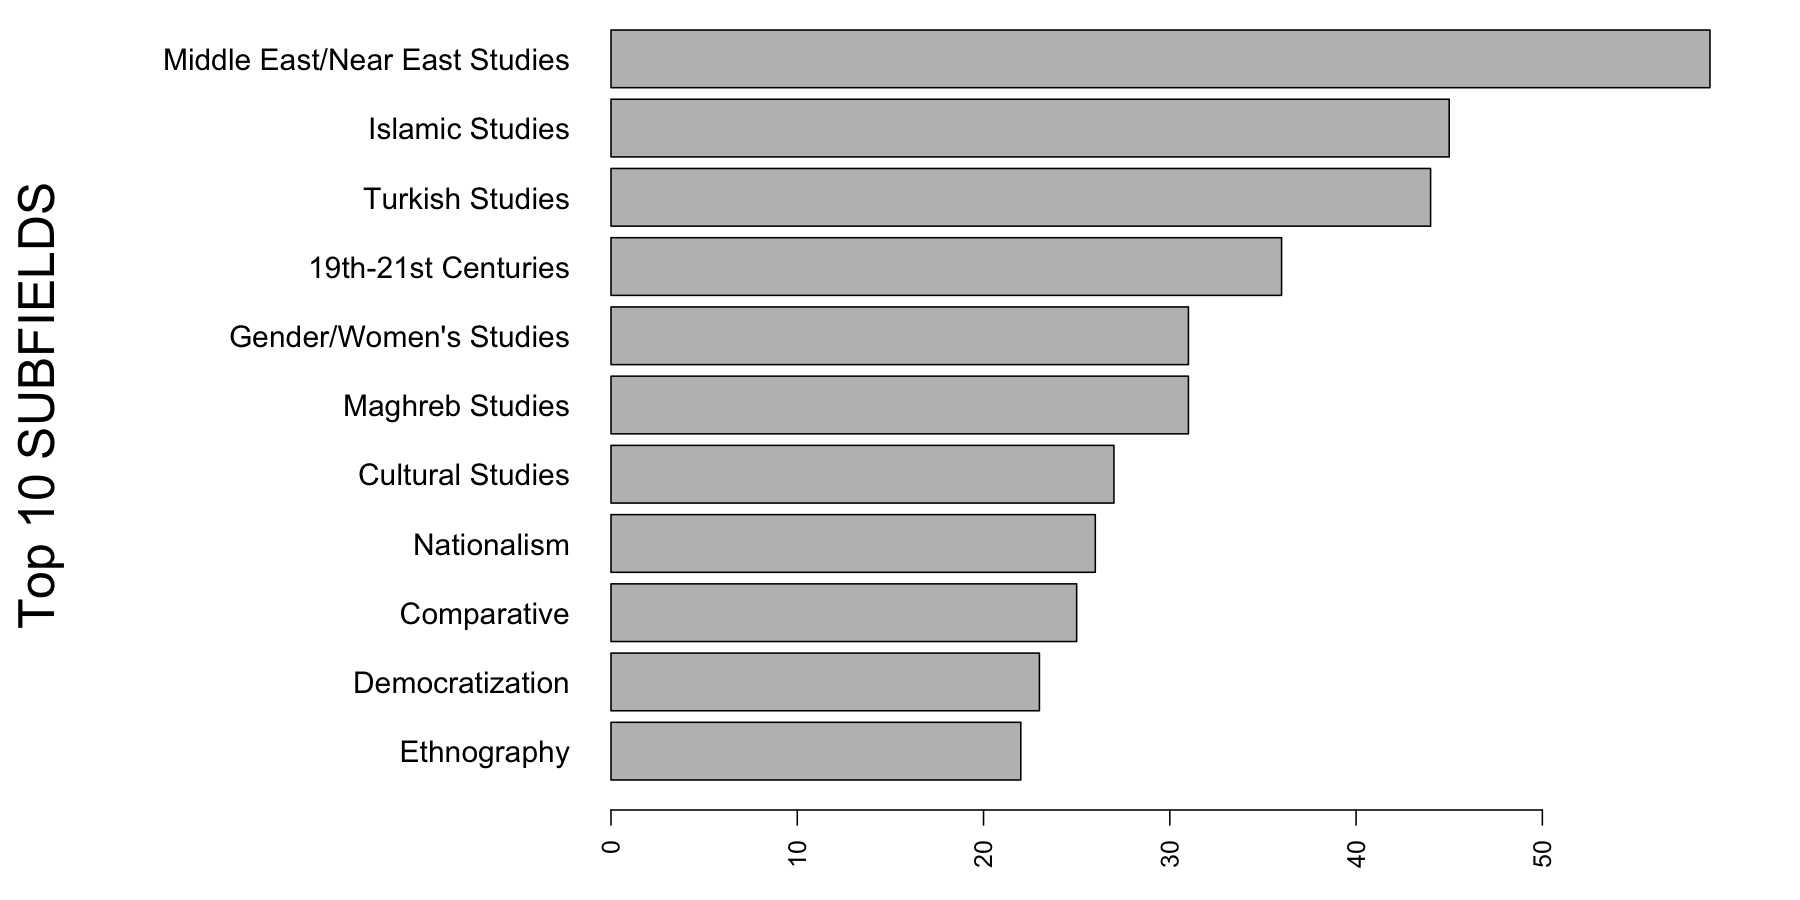 Top 10 SUBFIELDS
Middle East/Near East Studies
Islamic Studies
Turkish Studies
19th-21st Centuries
Gender/Women's Studies
Maghreb Studies
Cultural Studies
Nationalism
Comparative
Democratization
Ethnography
0 10 20 30 40 50